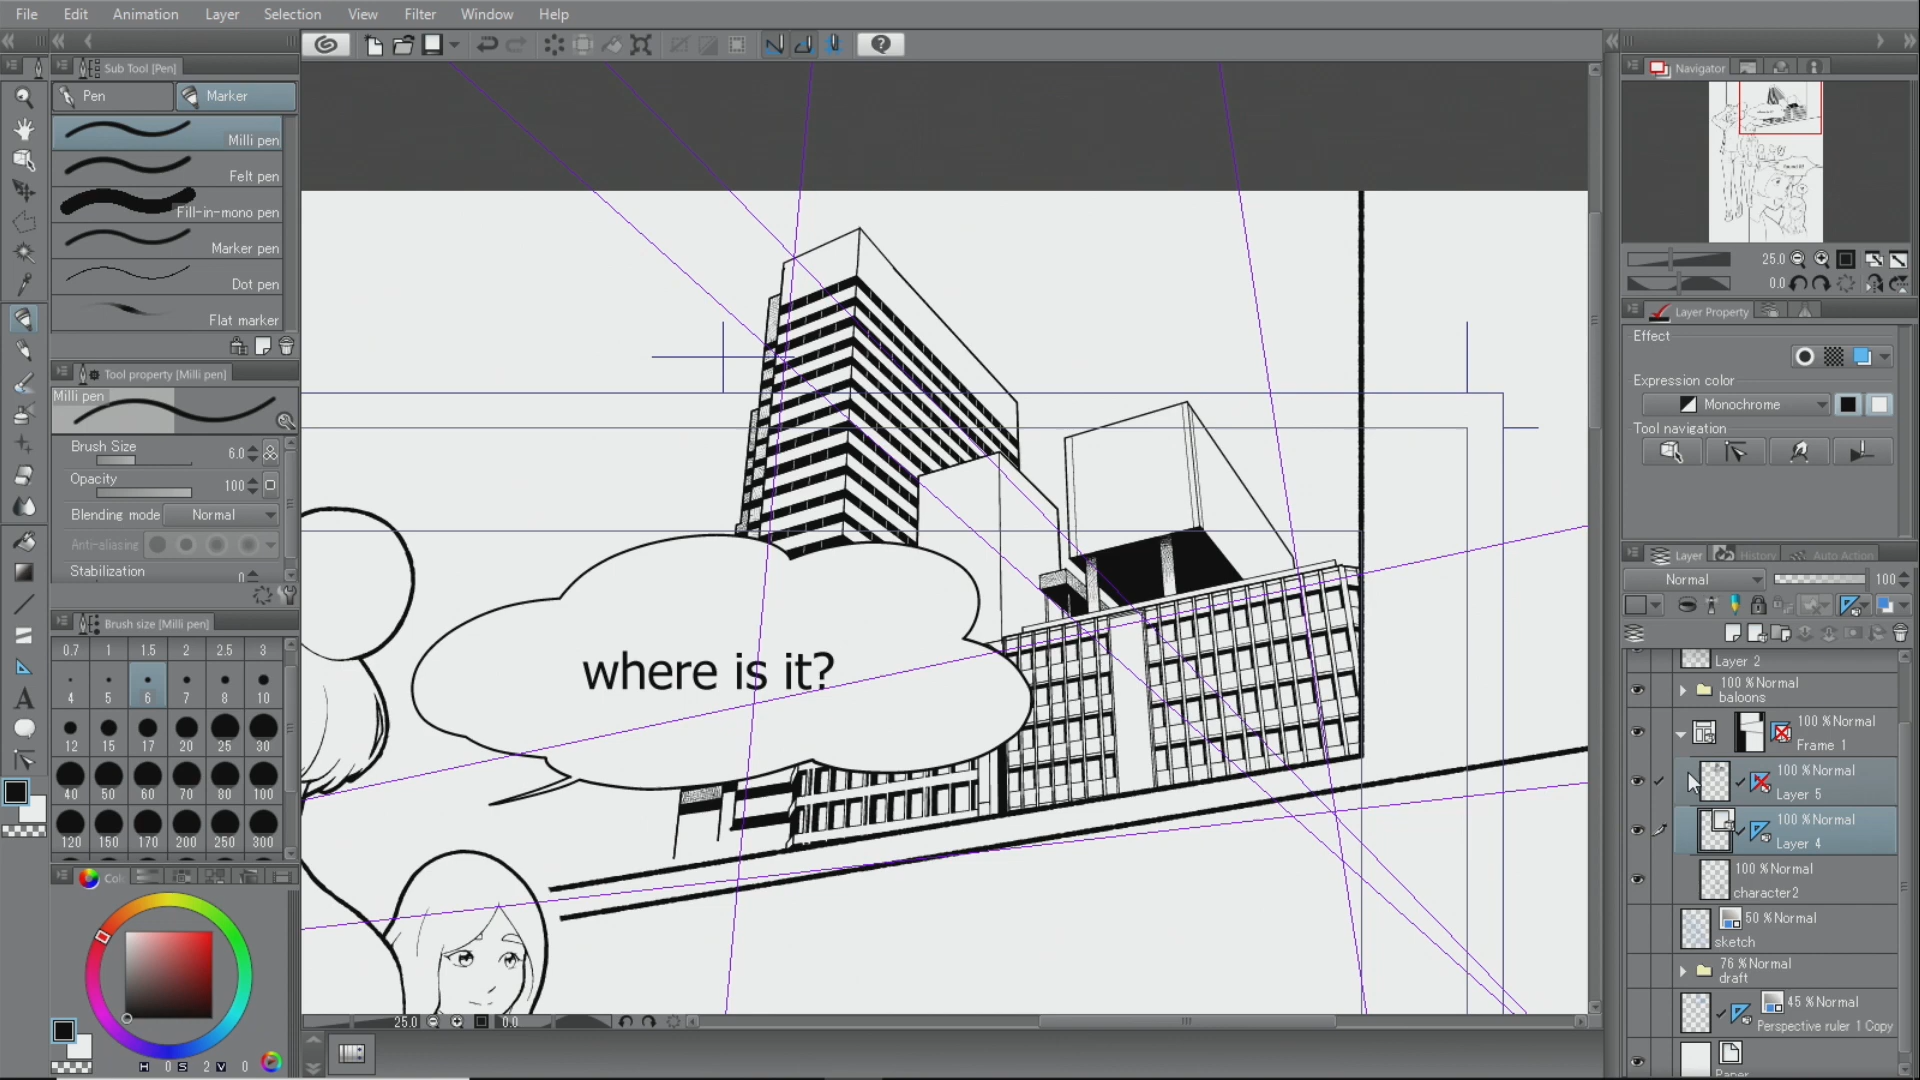 File Edit Animation Layer Selection View Filter Window Help
Sub Tool [Pen]
Pen
Marker
Milli pen
Felt pen
Fill-in-mono pen
Marker pen
Dot pen
Flat marker
Tool property [Milli pen]
Milli pen
Brush Size 6.0
Opacity 100
Blending mode Normal
Anti-aliasing
Stabilization 0
Brush size [Milli pen]
0.7 1 1.5 2 2.5 3
4 5 6 7 8 10
12 15 17 20 25 30
40 50 60 70 80 100
120 150 170 200 250 300
Col
H 0 S 2 V 0
where is it?
25.0 0.0
Navigator
25.0
0.0
Layer Property
Effect
Expression color
Monochrome
Tool navigation
Layer History Auto Action
Normal 100
Layer 2
100 %Normal
baloons
100 %Normal
Frame 1
100 %Normal
Layer 5
100 %Normal
Layer 4
100 %Normal
character2
50 %Normal
sketch
76 %Normal
draft
45 %Normal
Perspective ruler 1 Copy
Paper